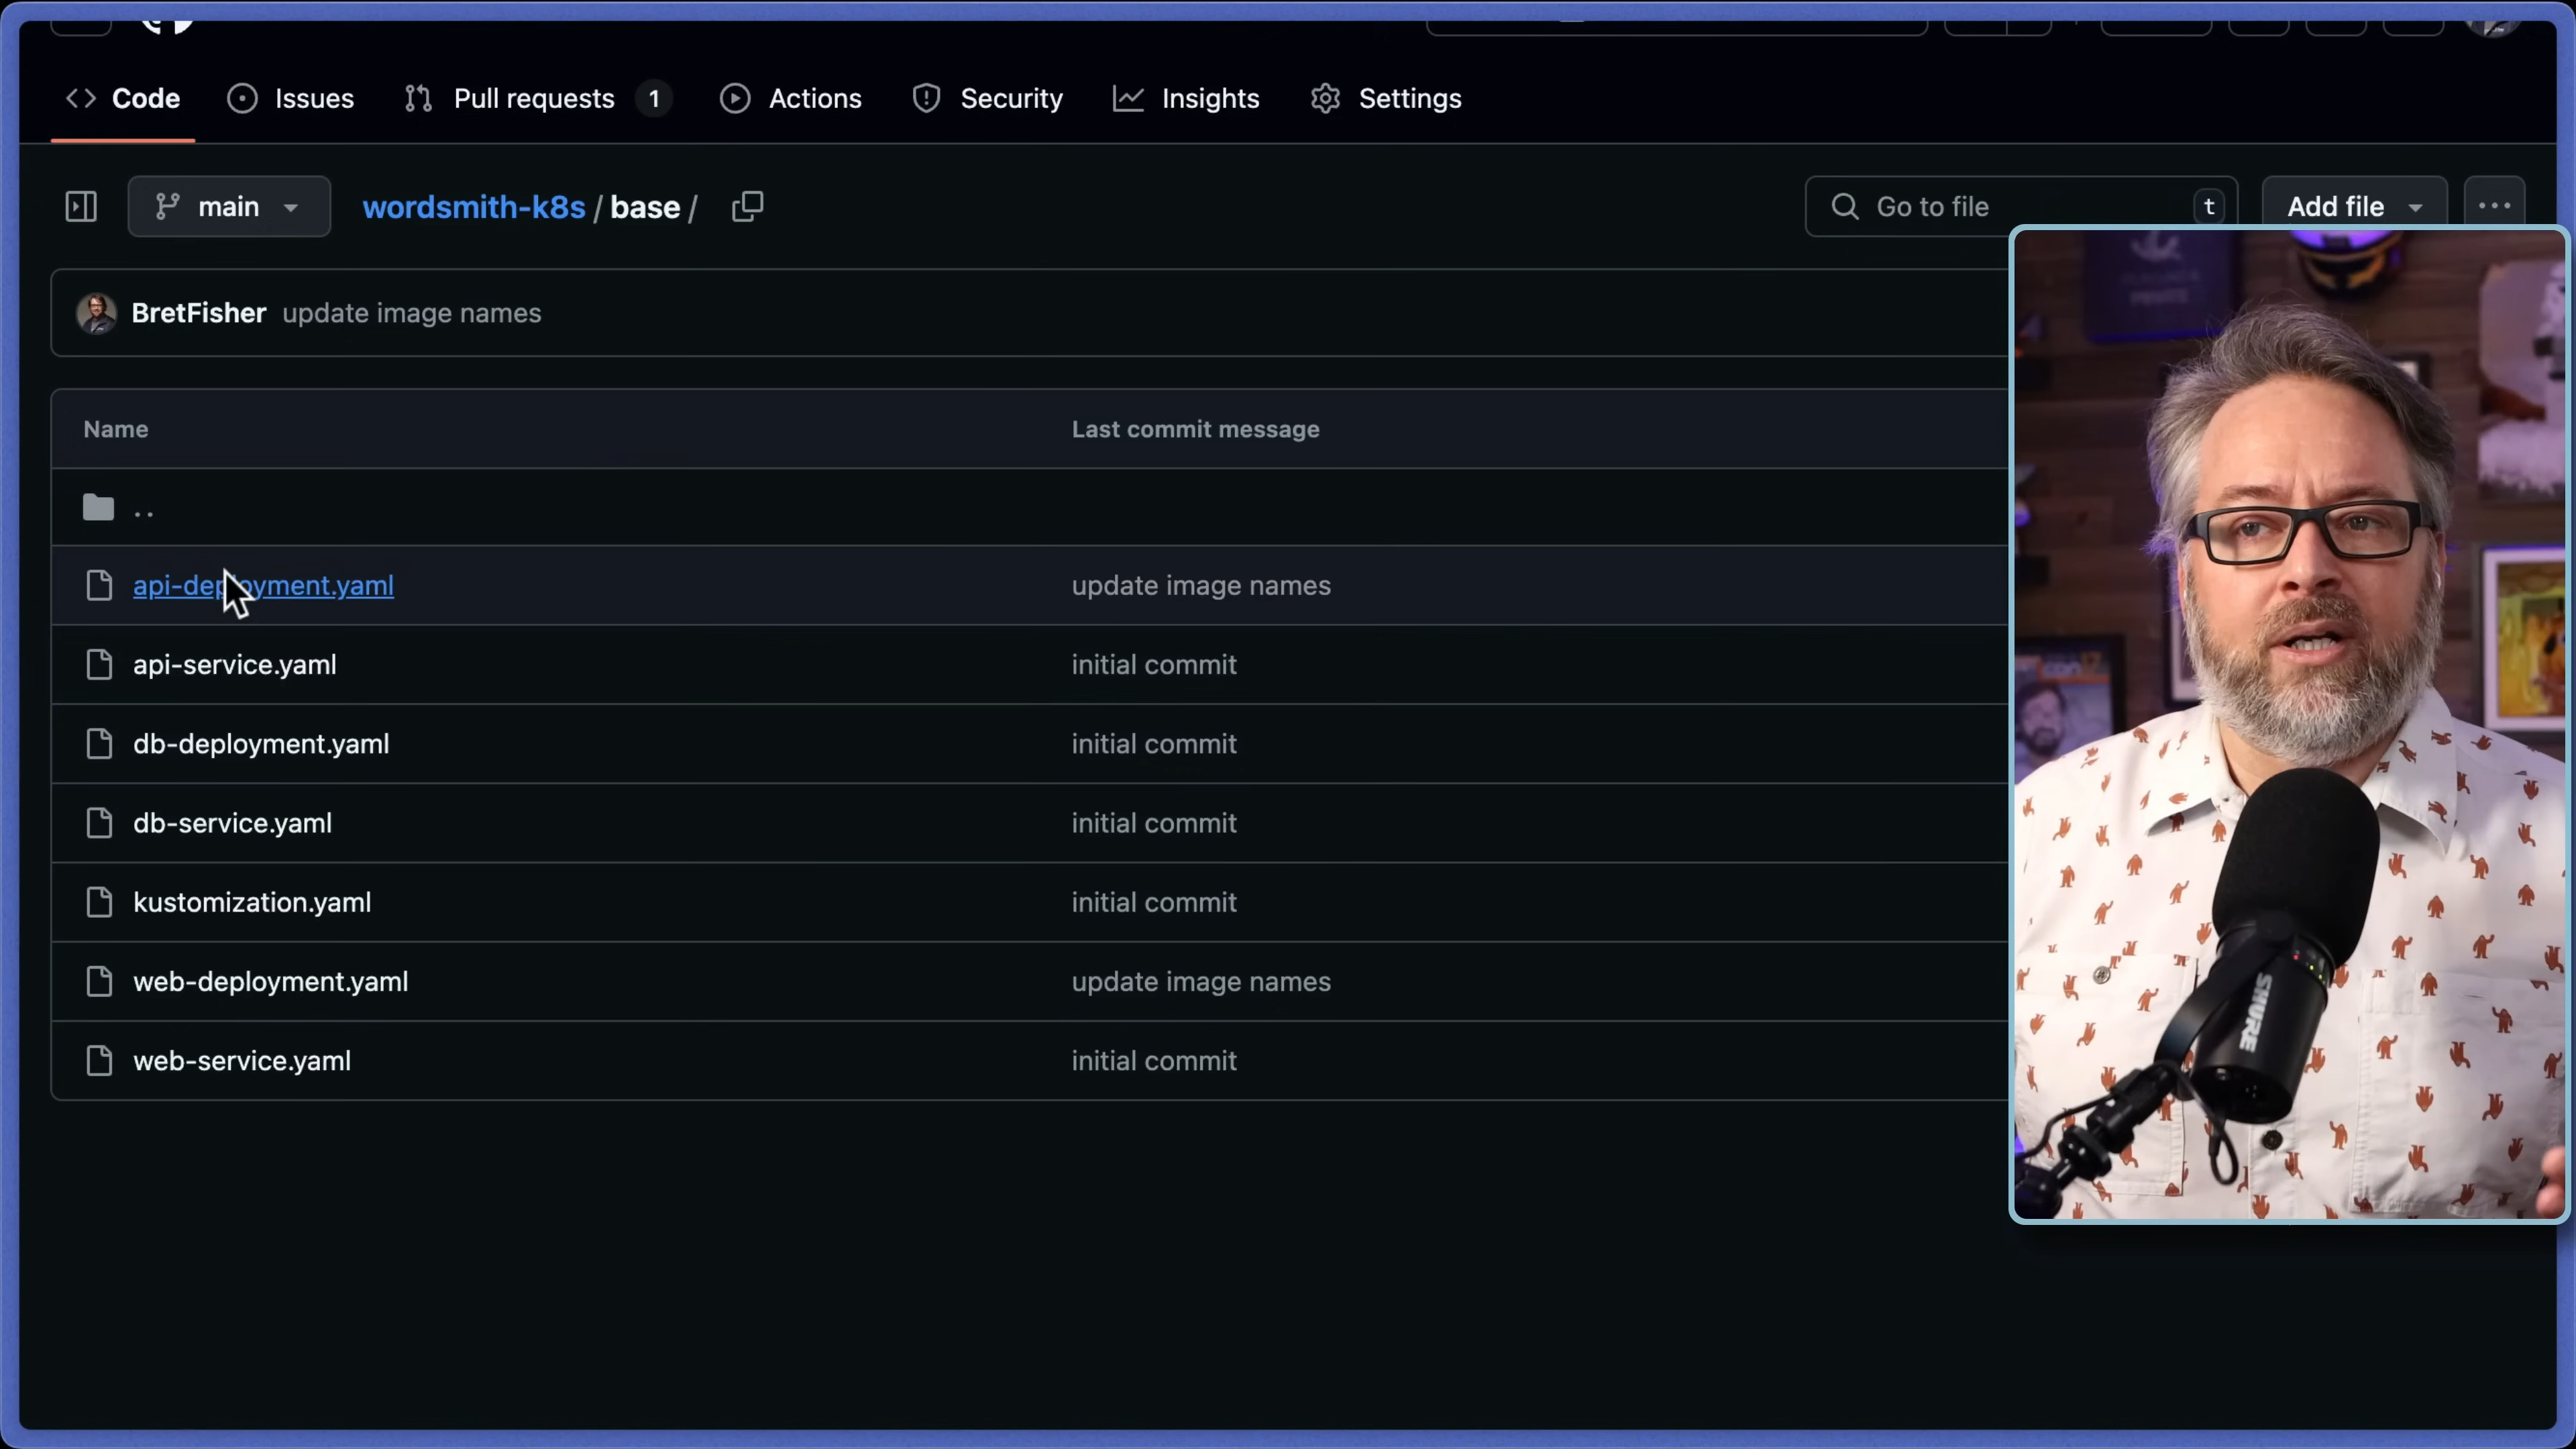 Code Issues Pull requests 1 Actions Security Insights Settings
main wordsmith-k8s / base / Go to file t Add file
BretFisher update image names
Name Last commit message
..
api-deployment.yaml update image names
api-service.yaml initial commit
db-deployment.yaml initial commit
db-service.yaml initial commit
kustomization.yaml initial commit
web-deployment.yaml update image names
web-service.yaml initial commit
SHURE